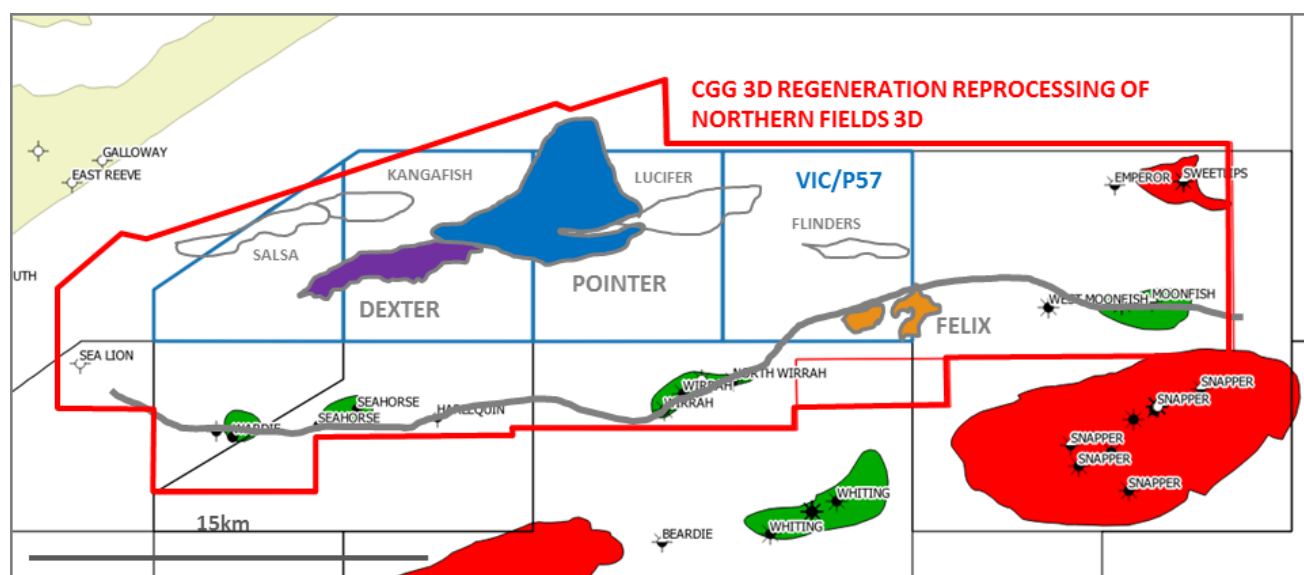 CGG 3D REGENERATION REPROCESSING OF
NORTHERN FIELDS 3D
GALLOWAY
EAST REEVE
KANGAFISH
LUCIFER
VIC/P57
EMPEROR
SWEETLIPS
SALSA
FLINDERS
UTH
DEXTER
POINTER
FELIX
WEST MOONFISH
MOONFISH
SEA LION
NORTH WIRRAH
WIRRAH
WIRRAH
SEAHORSE
SEAHORSE
HARLEQUIN
WARDIE
SNAPPER
SNAPPER
SNAPPER
SNAPPER
SNAPPER
WHITING
WHITING
BEARDIE
15km